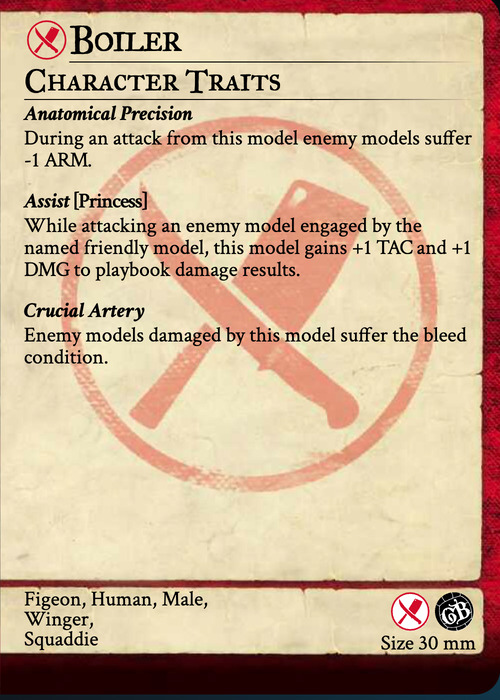 Boiler
Character Traits
Anatomical Precision
During an attack from this model enemy models suffer
-1 ARM.
Assist [Princess]
While attacking an enemy model engaged by the
named friendly model, this model gains +1 TAC and +1
DMG to playbook damage results.
Crucial Artery
Enemy models damaged by this model suffer the bleed
condition.
Figeon, Human, Male,
Winger,
Squaddie
GB
Size 30 mm